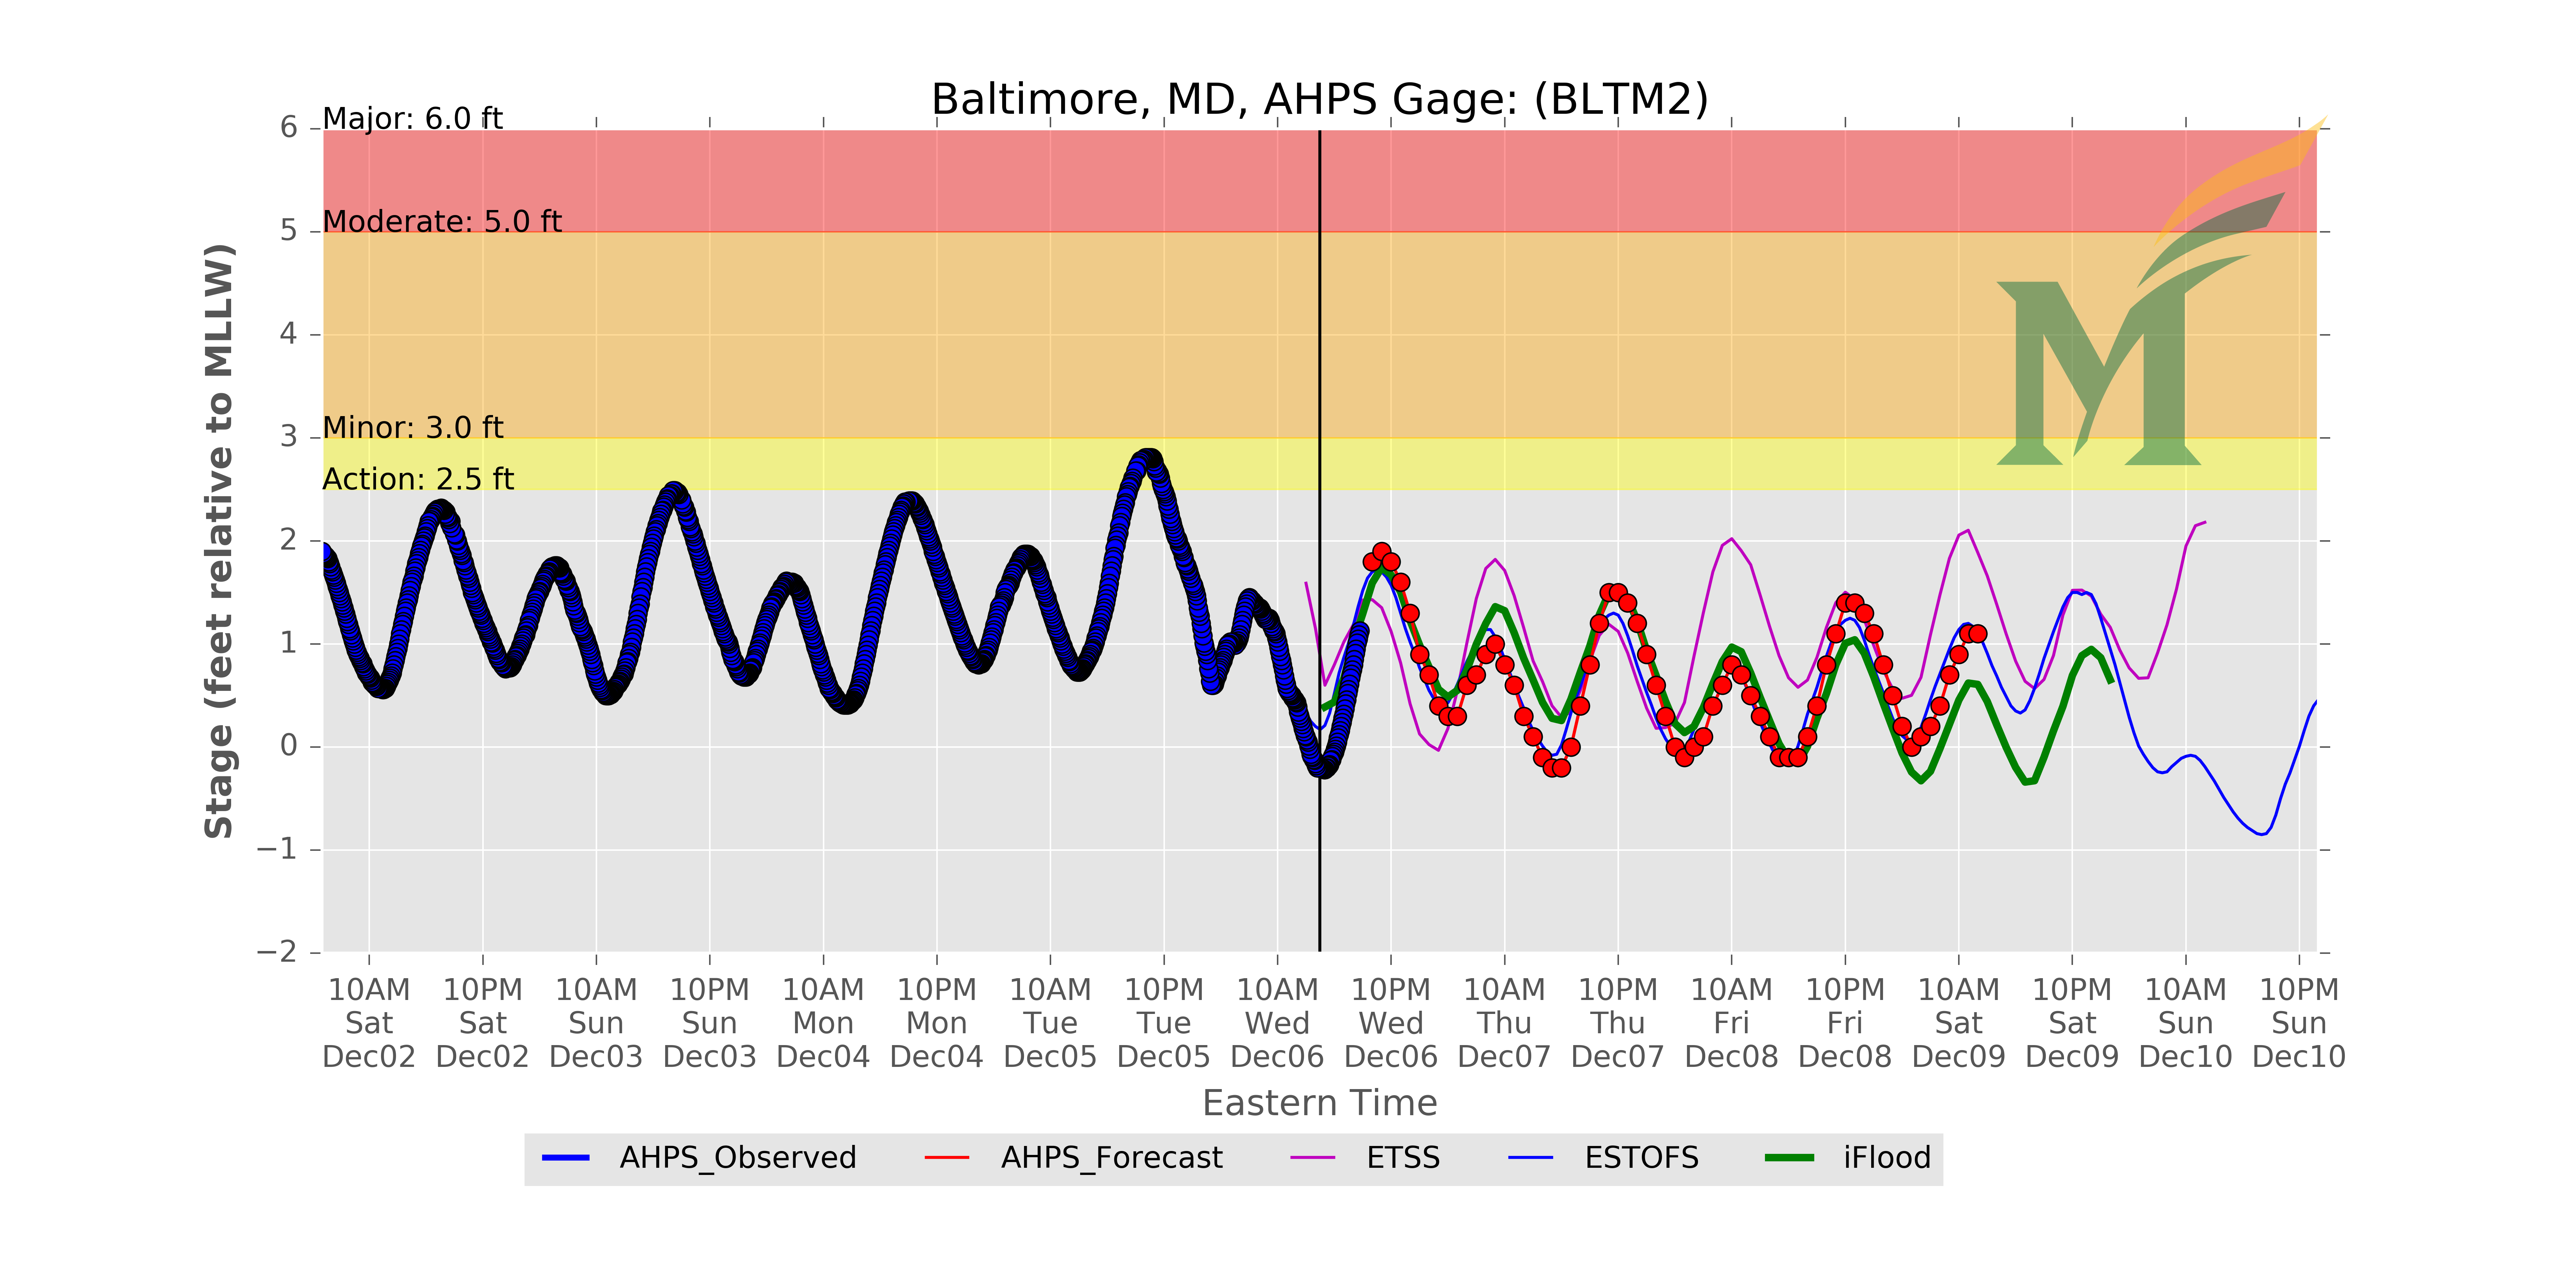 Baltimore, MD, AHPS Gage: (BLTM2)
Major: 6.0 ft
Moderate: 5.0 ft
Minor: 3.0 ft
Action: 2.5 ft
6
5
4
3
2
1
0
−1
−2
Stage (feet relative to MLLW)
10AM 10PM 10AM 10PM 10AM 10PM 10AM 10PM 10AM 10PM 10AM 10PM 10AM 10PM 10AM 10PM 10AM 10PM
Sat Sat Sun Sun Mon Mon Tue Tue Wed Wed Thu Thu Fri Fri Sat Sat Sun Sun
Dec02 Dec02 Dec03 Dec03 Dec04 Dec04 Dec05 Dec05 Dec06 Dec06 Dec07 Dec07 Dec08 Dec08 Dec09 Dec09 Dec10 Dec10
Eastern Time
AHPS_Observed AHPS_Forecast ETSS ESTOFS iFlood
M